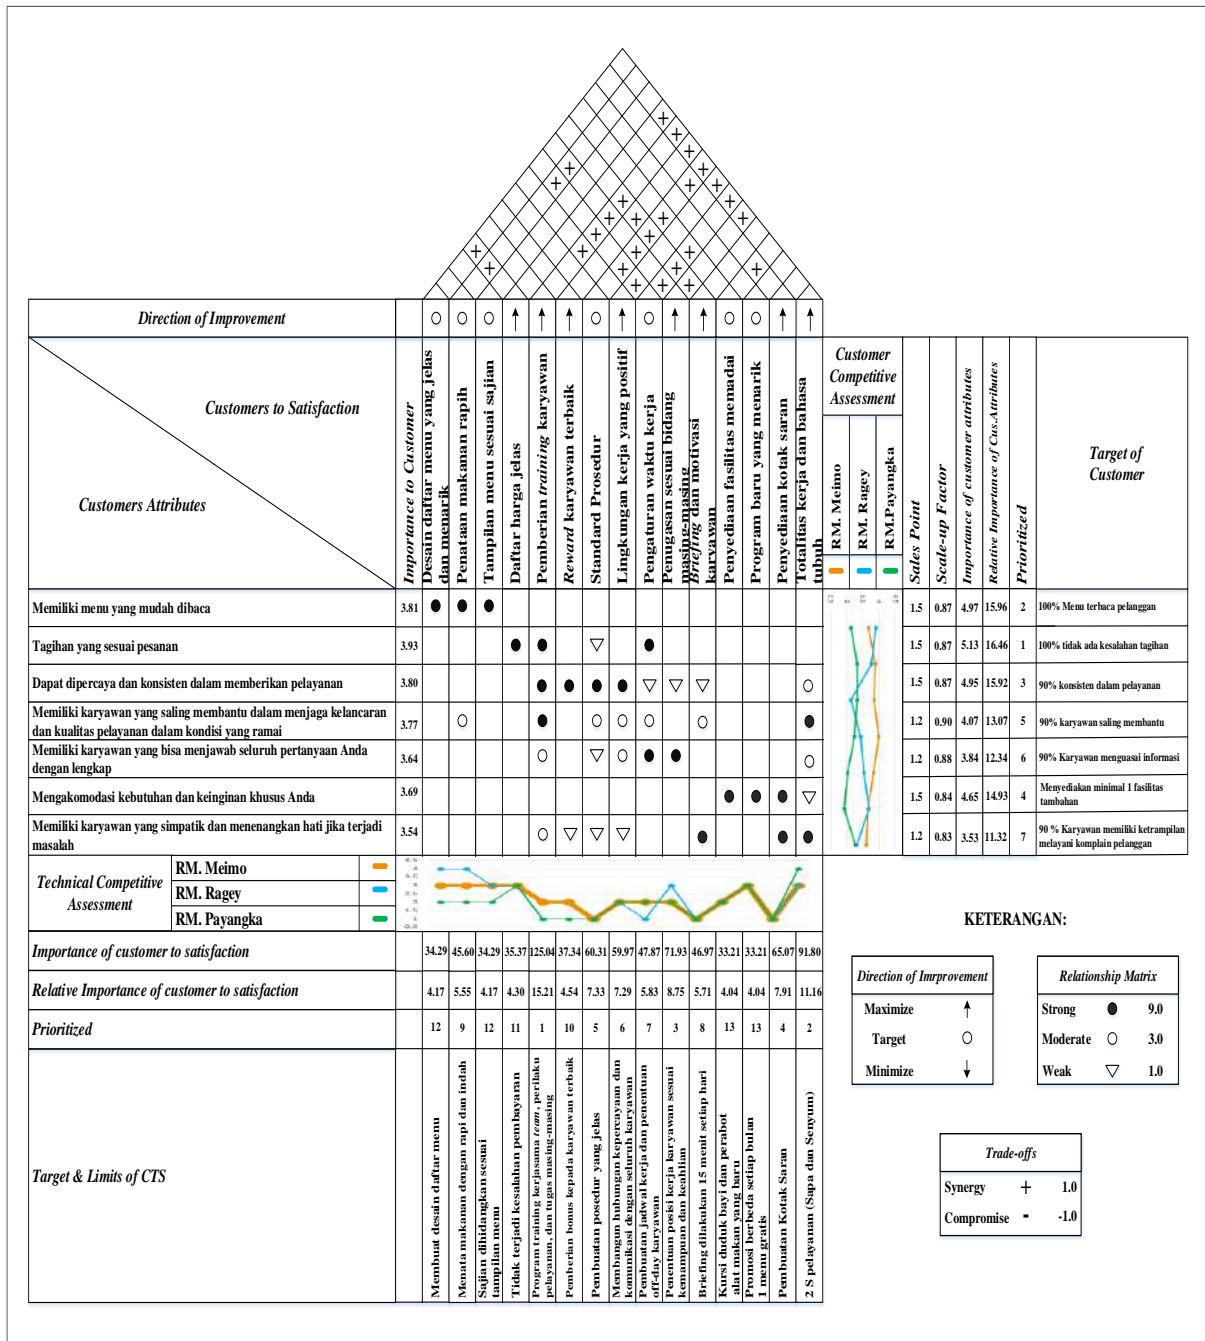 Direction of Improvement
Customers to Satisfaction
Customers Attributes
Importance to Customer
Desain daftar menu yang jelas
dan menarik
Penataan makanan rapih
Tampilan menu sesuai sajian
Daftar harga jelas
Pemberian training karyawan
Reward karyawan terbaik
Standard Prosedur
Lingkungan kerja yang positif
Pengaturan waktu kerja
Penugasan sesuai bidang
masing-masing
Briefing dan motivasi
karyawan
Penyediaan fasilitas memadai
Program baru yang menarik
Penyediaan kotak saran
Totalitas kerja dan bahasa
tubuh
Customer
Competitive
Assessment
RM. Meimo
RM. Ragey
RM.Payangka
Sales Point
Scale-up Factor
Importance of customer attributes
Relative Importance of Cus.Attributes
Prioritized
Target of
Customer
Memiliki menu yang mudah dibaca 3.81 1.5 0.87 4.97 15.96 2 100% Menu terbaca pelanggan
Tagihan yang sesuai pesanan 3.93 1.5 0.87 5.13 16.46 1 100% tidak ada kesalahan tagihan
Dapat dipercaya dan konsisten dalam memberikan pelayanan 3.80 1.5 0.87 4.95 15.92 3 90% konsisten dalam pelayanan
Memiliki karyawan yang saling membantu dalam menjaga kelancaran
dan kualitas pelayanan dalam kondisi yang ramai 3.77 1.2 0.90 4.07 13.07 5 90% karyawan saling membantu
Memiliki karyawan yang bisa menjawab seluruh pertanyaan Anda
dengan lengkap 3.64 1.2 0.88 3.84 12.34 6 90% Karyawan menguasai informasi
Mengakomodasi kebutuhan dan keinginan khusus Anda 3.69 1.5 0.84 4.65 14.93 4 Menyediakan minimal 1 fasilitas
tambahan
Memiliki karyawan yang simpatik dan menenangkan hati jika terjadi
masalah 3.54 1.2 0.83 3.53 11.32 7 90 % Karyawan memiliki ketrampilan
melayani komplain pelanggan
Technical Competitive
Assessment
RM. Meimo
RM. Ragey
RM. Payangka
Importance of customer to satisfaction 34.29 45.60 34.29 35.37 125.04 37.34 60.31 59.97 47.87 71.93 46.97 33.21 33.21 65.07 91.80
Relative Importance of customer to satisfaction 4.17 5.55 4.17 4.30 15.21 4.54 7.33 7.29 5.83 8.75 5.71 4.04 4.04 7.91 11.16
Prioritized 12 9 12 11 1 10 5 6 7 3 8 13 13 4 2
Target & Limits of CTS
Membuat desain daftar menu
Menata makanan dengan rapi dan indah
Sajian dihidangkan sesuai
tampilan menu
Tidak terjadi kesalahan pembayaran
Program training kerjasama team, perilaku
pelayanan, dan tugas masing-masing
Pemberian bonus kepada karyawan terbaik
Pembuatan posedur yang jelas
Membangun hubungan kepercayaan dan
komunikasi dengan seluruh karyawan
Pembuatan jadwal kerja dan penentuan
off-day karyawan
Penentuan posisi kerja karyawan sesuai
kemampuan dan keahlian
Briefing dilakukan 15 menit setiap hari
Kursi duduk bayi dan perabot
alat makan yang baru
Promosi berbeda setiap bulan
1 menu gratis
Pembuatan Kotak Saran
2 S pelayanan (Sapa dan Senyum)
KETERANGAN:
Direction of Imrprovement
Maximize
Target
Minimize
Relationship Matrix
Strong 9.0
Moderate 3.0
Weak 1.0
Trade-offs
Synergy + 1.0
Compromise - -1.0